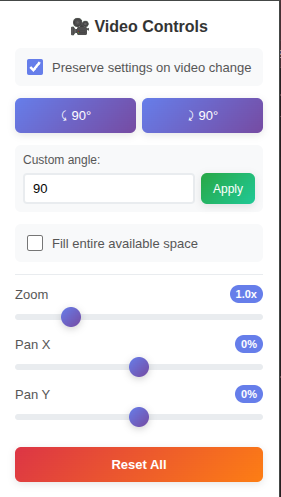 🎥 Video Controls
Preserve settings on video change
⤹ 90° ⤸ 90°
Custom angle:
90 Apply
Fill entire available space
Zoom 1.0x
Pan X 0%
Pan Y 0%
Reset All